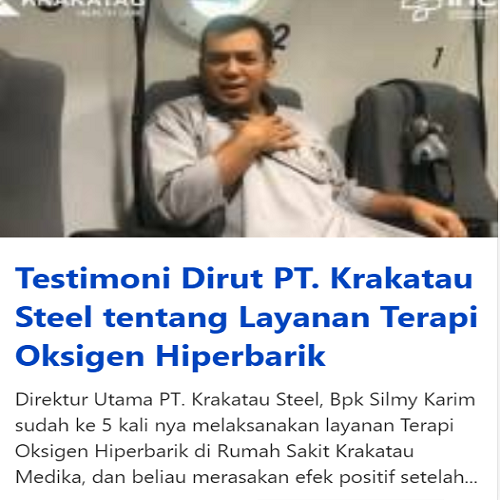 KRAKATAU
2
1
Testimoni Dirut PT. Krakatau
Steel tentang Layanan Terapi
Oksigen Hiperbarik
Direktur Utama PT. Krakatau Steel, Bpk Silmy Karim
sudah ke 5 kali nya melaksanakan layanan Terapi
Oksigen Hiperbarik di Rumah Sakit Krakatau
Medika, dan beliau merasakan efek positif setelah...